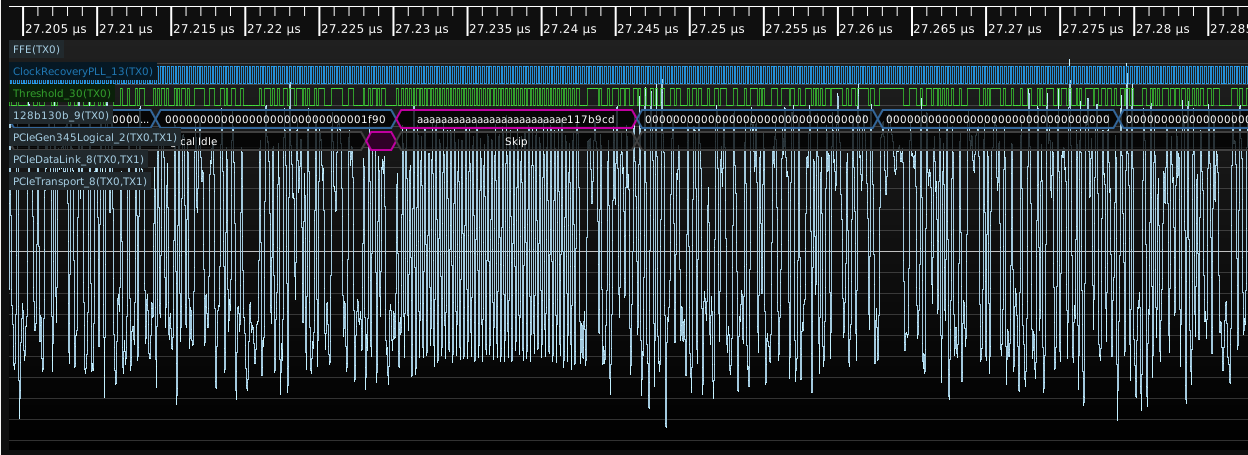 27.205 µs 27.21 µs 27.215 µs 27.22 µs 27.225 µs 27.23 µs 27.235 µs 27.24 µs 27.245 µs 27.25 µs 27.255 µs 27.26 µs 27.265 µs 27.27 µs 27.275 µs 27.28 µs 27.285
FFE(TX0)
ClockRecoveryPLL_13(TX0)
Threshold_30(TX0)
128b130b_9(TX0) 0000... 00000000000000000000000000001f90 aaaaaaaaaaaaaaaaaaaaaaaae117b9cd 00000000000000000000000000000000 00000000000000000000000000000000 00000000000000000000
PCIeGen345Logical_2(TX0,TX1) cal Idle Skip
PCIeDataLink_8(TX0,TX1)
PCIeTransport_8(TX0,TX1)